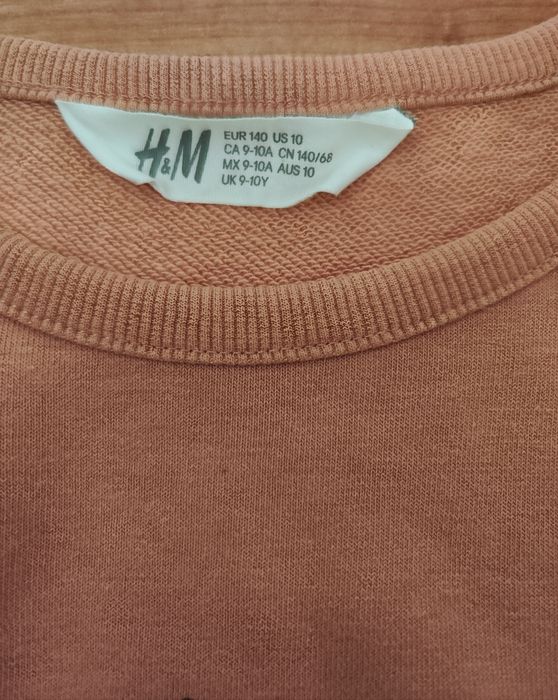 H&M
EUR 140 US 10
CA 9-10A CN 140/68
MX 9-10A AUS 10
UK 9-10Y